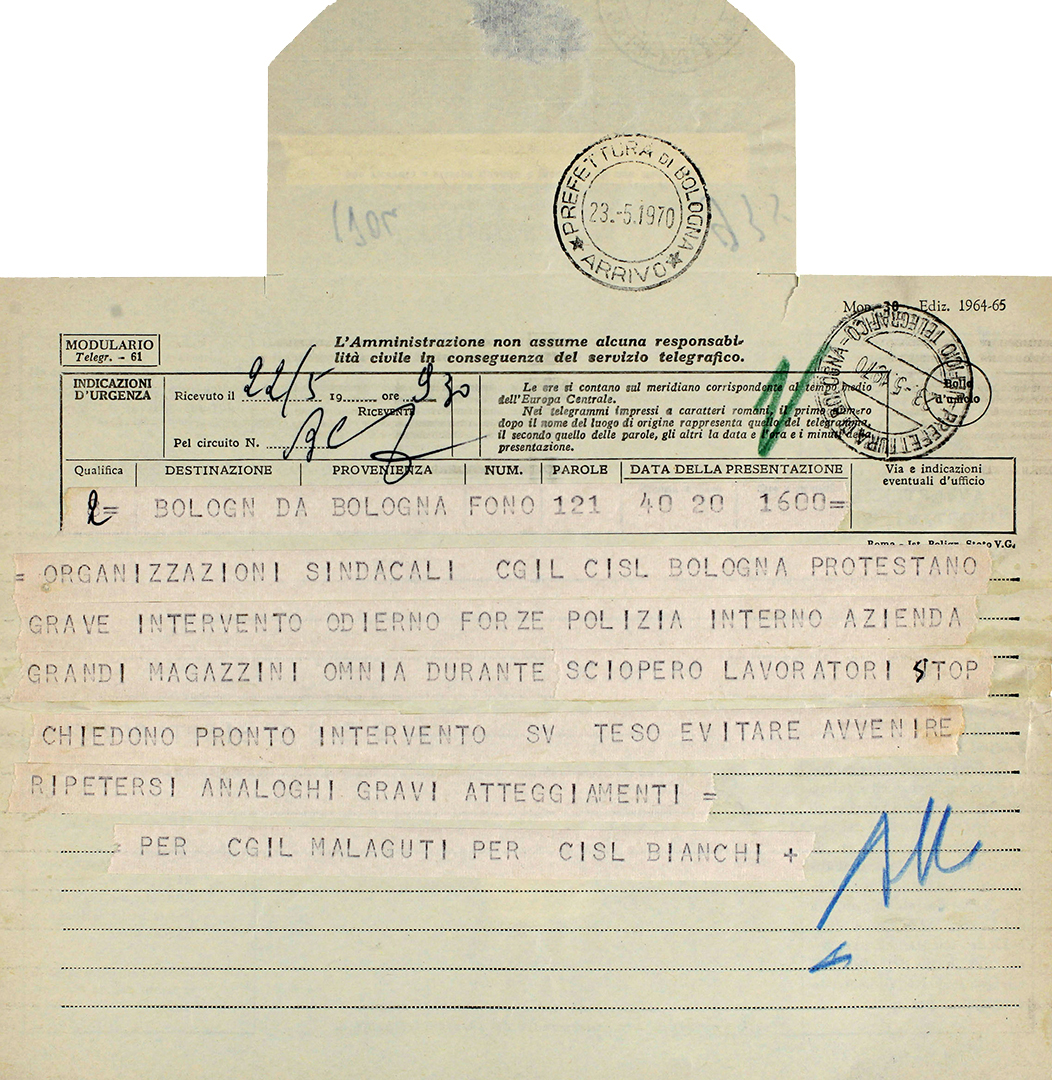 PREFETTURA DI BOLOGNA
23.-5.1970
ARRIVO
Mod. 30 Ediz. 1964-65
MODULARIO
Telegr. - 61
L'Amministrazione non assume alcuna responsabi-
lità civile in conseguenza del servizio telegrafico.
INDICAZIONI
D'URGENZA
Ricevuto il 22/5 19 ore 930
RICEVENTE
Pel circuito N.
Le ore si contano sul meridiano corrispondente al tempo medio
dell'Europa Centrale.
Nei telegrammi impressi a caratteri romani, il primo numero
dopo il nome del luogo di origine rappresenta quello del telegramma,
il secondo quello delle parole, gli altri la data e l'ora e i minuti della
presentazione.
Bollo
d'ufficio
Qualifica DESTINAZIONE PROVENIENZA NUM. PAROLE DATA DELLA PRESENTAZIONE Via e indicazioni
eventuali d'ufficio
= BOLOGN DA BOLOGNA FONO 121 40 20 1600=
Roma - Ist. Poligr. Stato V.G.
= ORGANIZZAZIONI SINDACALI CGIL CISL BOLOGNA PROTESTANO
GRAVE INTERVENTO ODIERNO FORZE POLIZIA INTERNO AZIENDA
GRANDI MAGAZZINI OMNIA DURANTE SCIOPERO LAVORATORI STOP
CHIEDONO PRONTO INTERVENTO SV TESO EVITARE AVVENIRE
RIPETERSI ANALOGHI GRAVI ATTEGGIAMENTI =
= PER CGIL MALAGUTI PER CISL BIANCHI +